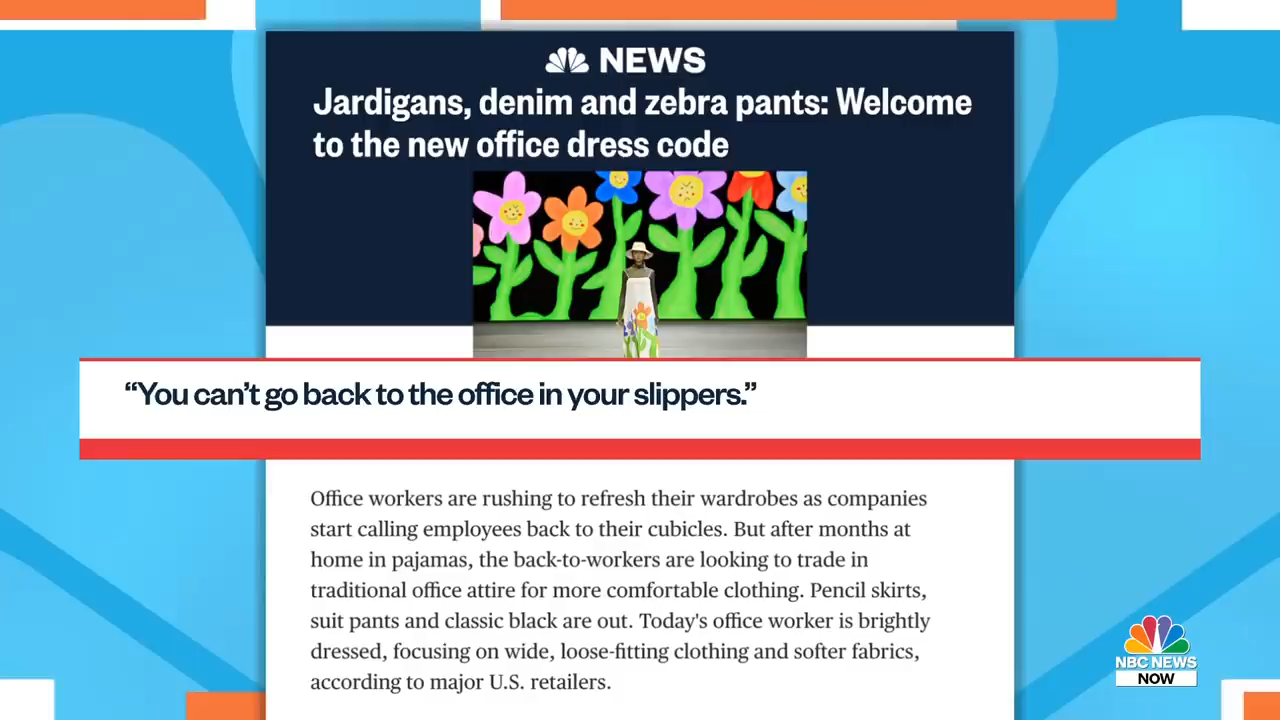 NEWS
Jardigans, denim and zebra pants: Welcome
to the new office dress code
“You can’t go back to the office in your slippers.”
Office workers are rushing to refresh their wardrobes as companies
start calling employees back to their cubicles. But after months at
home in pajamas, the back-to-workers are looking to trade in
traditional office attire for more comfortable clothing. Pencil skirts,
suit pants and classic black are out. Today's office worker is brightly
dressed, focusing on wide, loose-fitting clothing and softer fabrics,
according to major U.S. retailers.
NBC NEWS
NOW